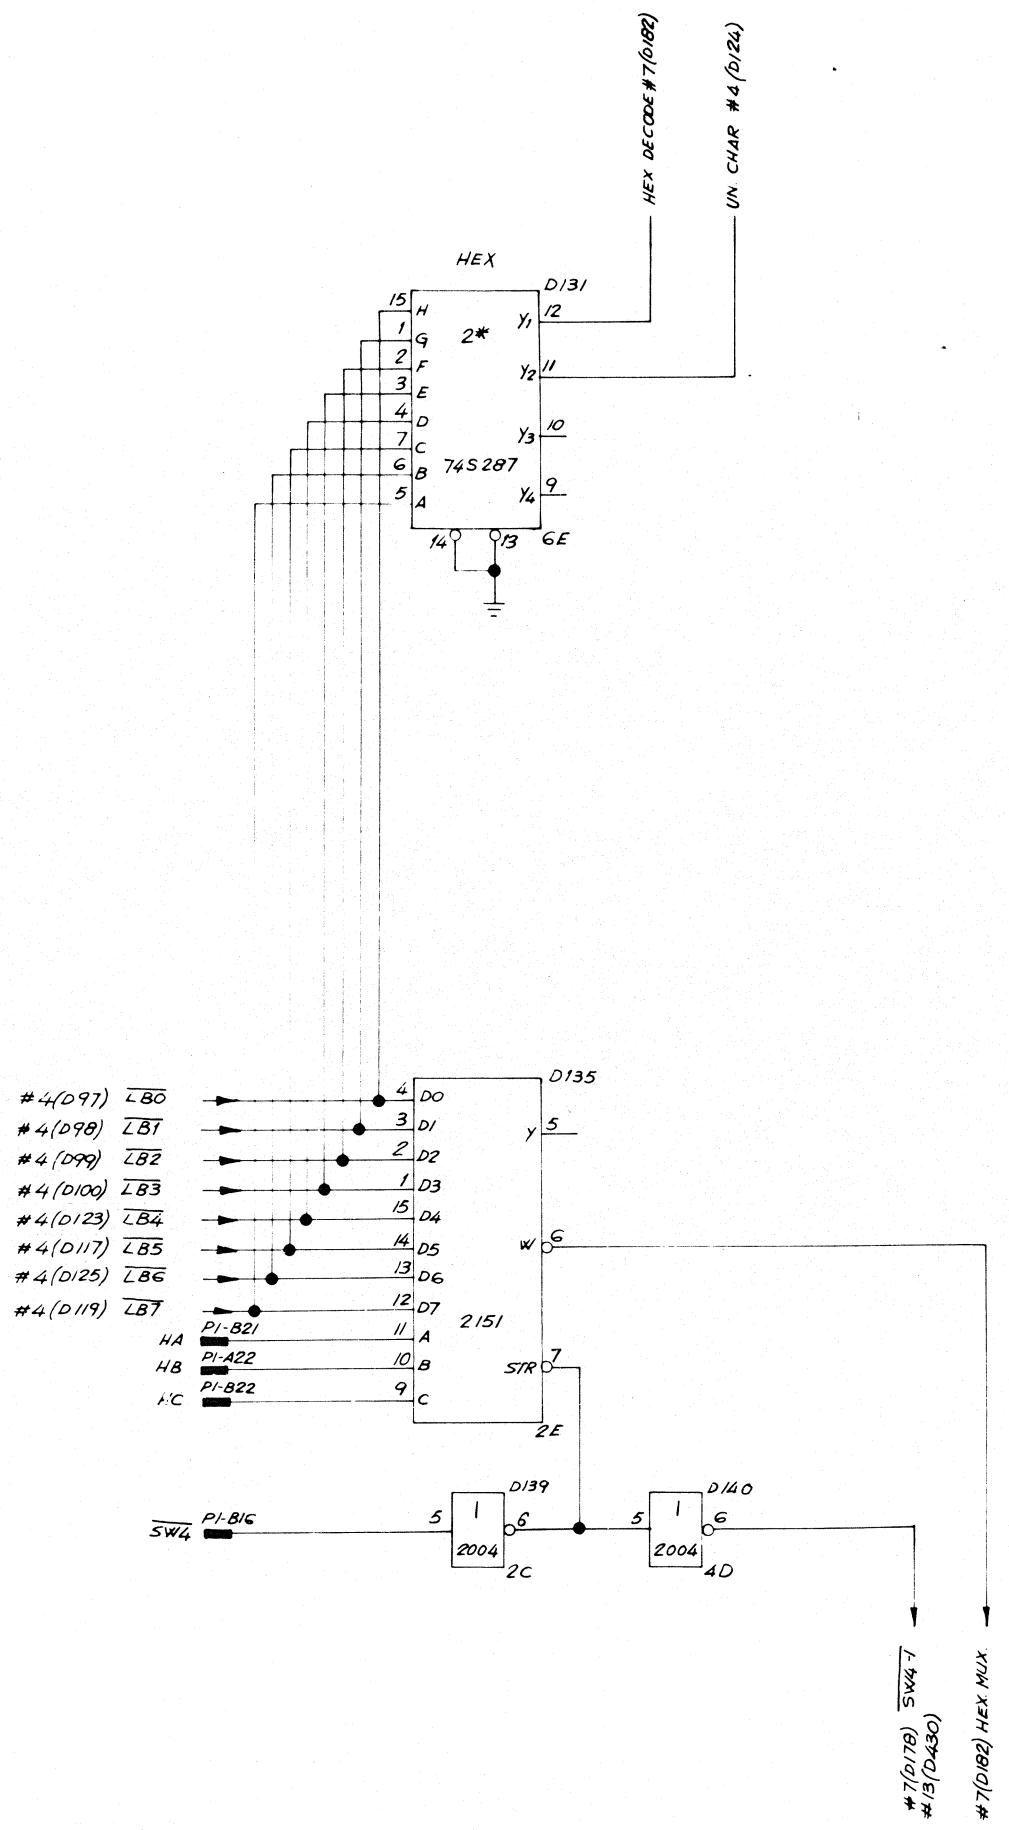 HEX DECODE #7(D182)
UN. CHAR #4(D124)
HEX
D131
15 H
1 G
2 F
3 E
4 D
7 C
6 B
5 A
2*
74S287
Y1 12
Y2 11
Y3 10
Y4 9
14
13
6E
D135
#4(D97) LB0 4 D0
#4(D98) LB1 3 D1
#4(D99) LB2 2 D2
#4(D100) LB3 1 D3
#4(D123) LB4 15 D4
#4(D117) LB5 14 D5
#4(D125) LB6 13 D6
#4(D119) LB7 12 D7
HA P1-B21 11 A
HB P1-A22 10 B
HC P1-B22 9 C
Y 5
W 6
2151
STR 7
2E
SW4 P1-B16
5
D139
1
2004
6
2C
5
D140
1
2004
6
4D
#7(D178) SW4-1
#13(D430)
#7(D182) HEX MUX.